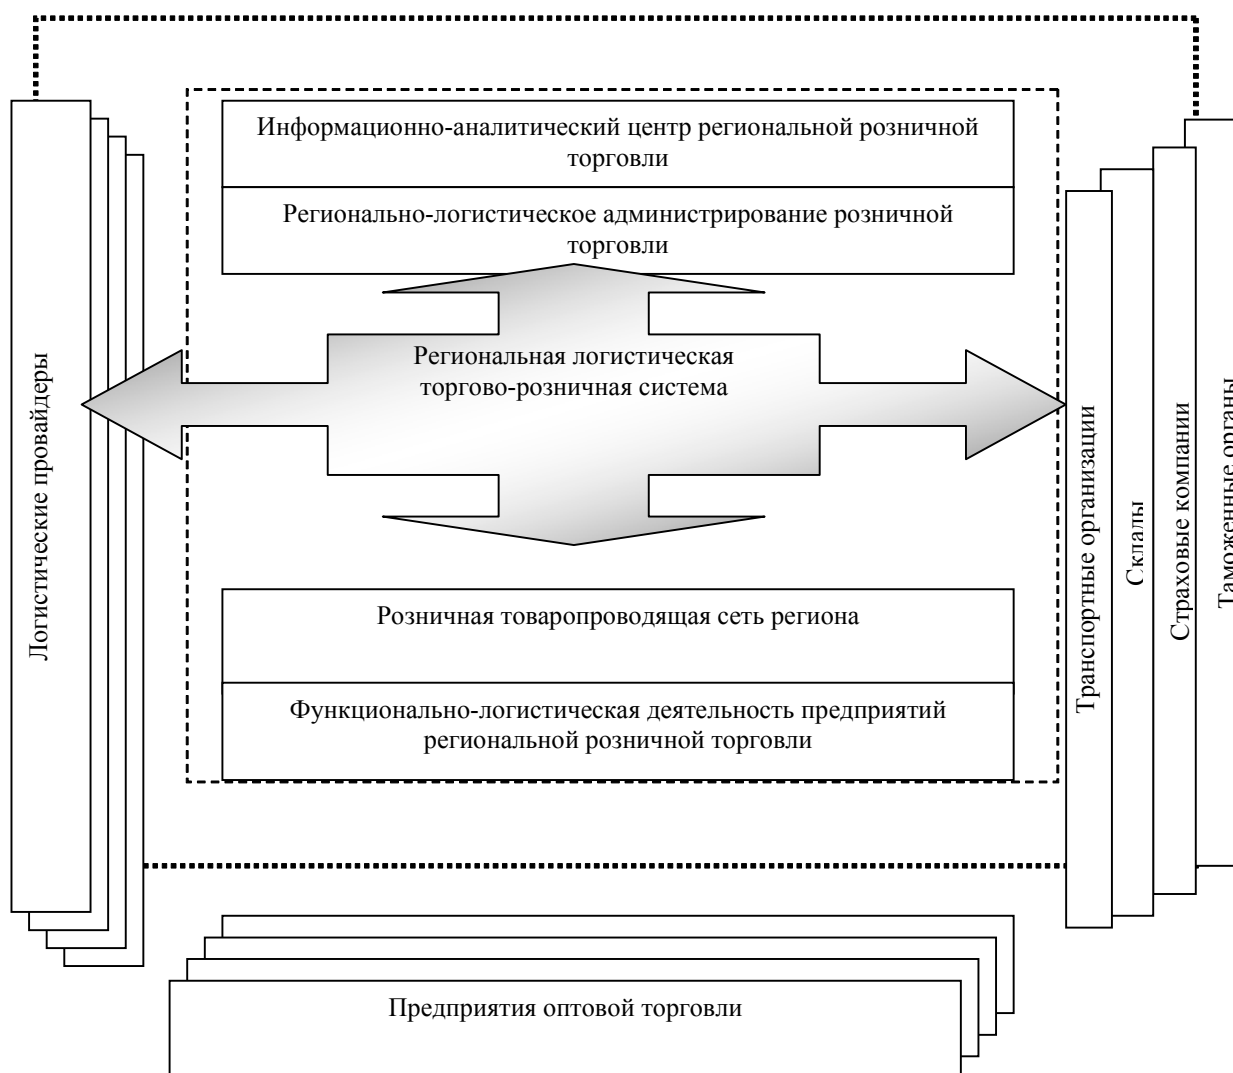 Информационно-аналитический центр региональной розничной
торговли
Регионально-логистическое администрирование розничной
торговли
Региональная логистическая
торгово-розничная система
Логистические провайдеры
Розничная товаропроводящая сеть региона
Функционально-логистическая деятельность предприятий
региональной розничной торговли
Транспортные организации
Склады
Страховые компании
Таможенные органы
Предприятия оптовой торговли